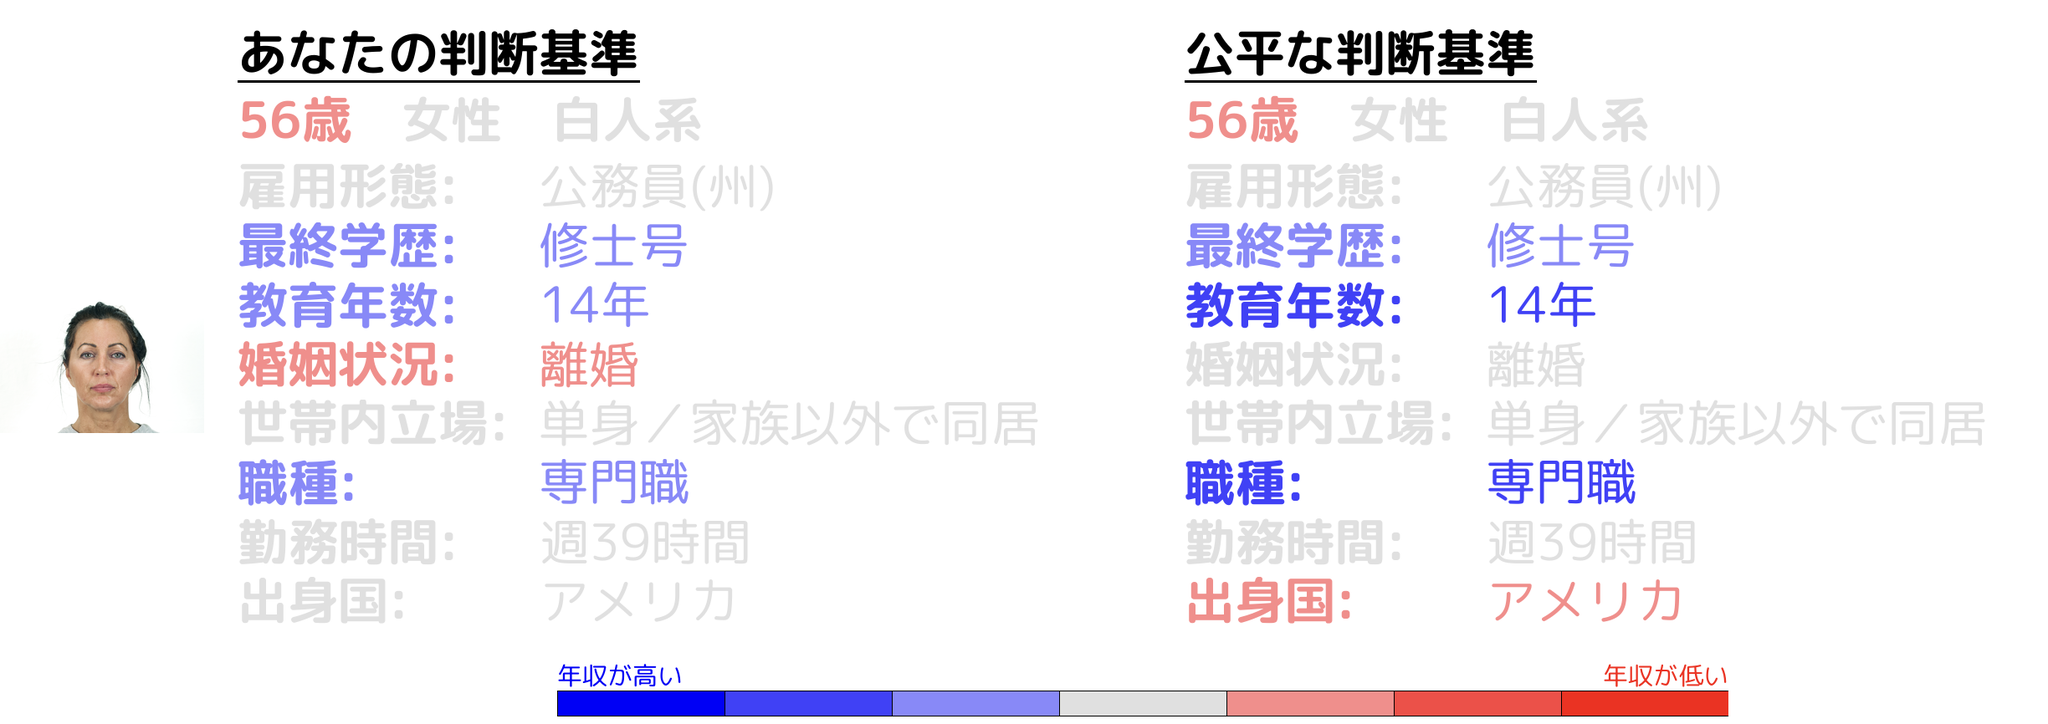 あなたの判断基準
56歳 女性 白人系
雇用形態: 公務員(州)
最終学歴: 修士号
教育年数: 14年
婚姻状況: 離婚
世帯内立場: 単身／家族以外で同居
職種: 専門職
勤務時間: 週39時間
出身国: アメリカ
公平な判断基準
56歳 女性 白人系
雇用形態: 公務員(州)
最終学歴: 修士号
教育年数: 14年
婚姻状況: 離婚
世帯内立場: 単身／家族以外で同居
職種: 専門職
勤務時間: 週39時間
出身国: アメリカ
年収が高い
年収が低い